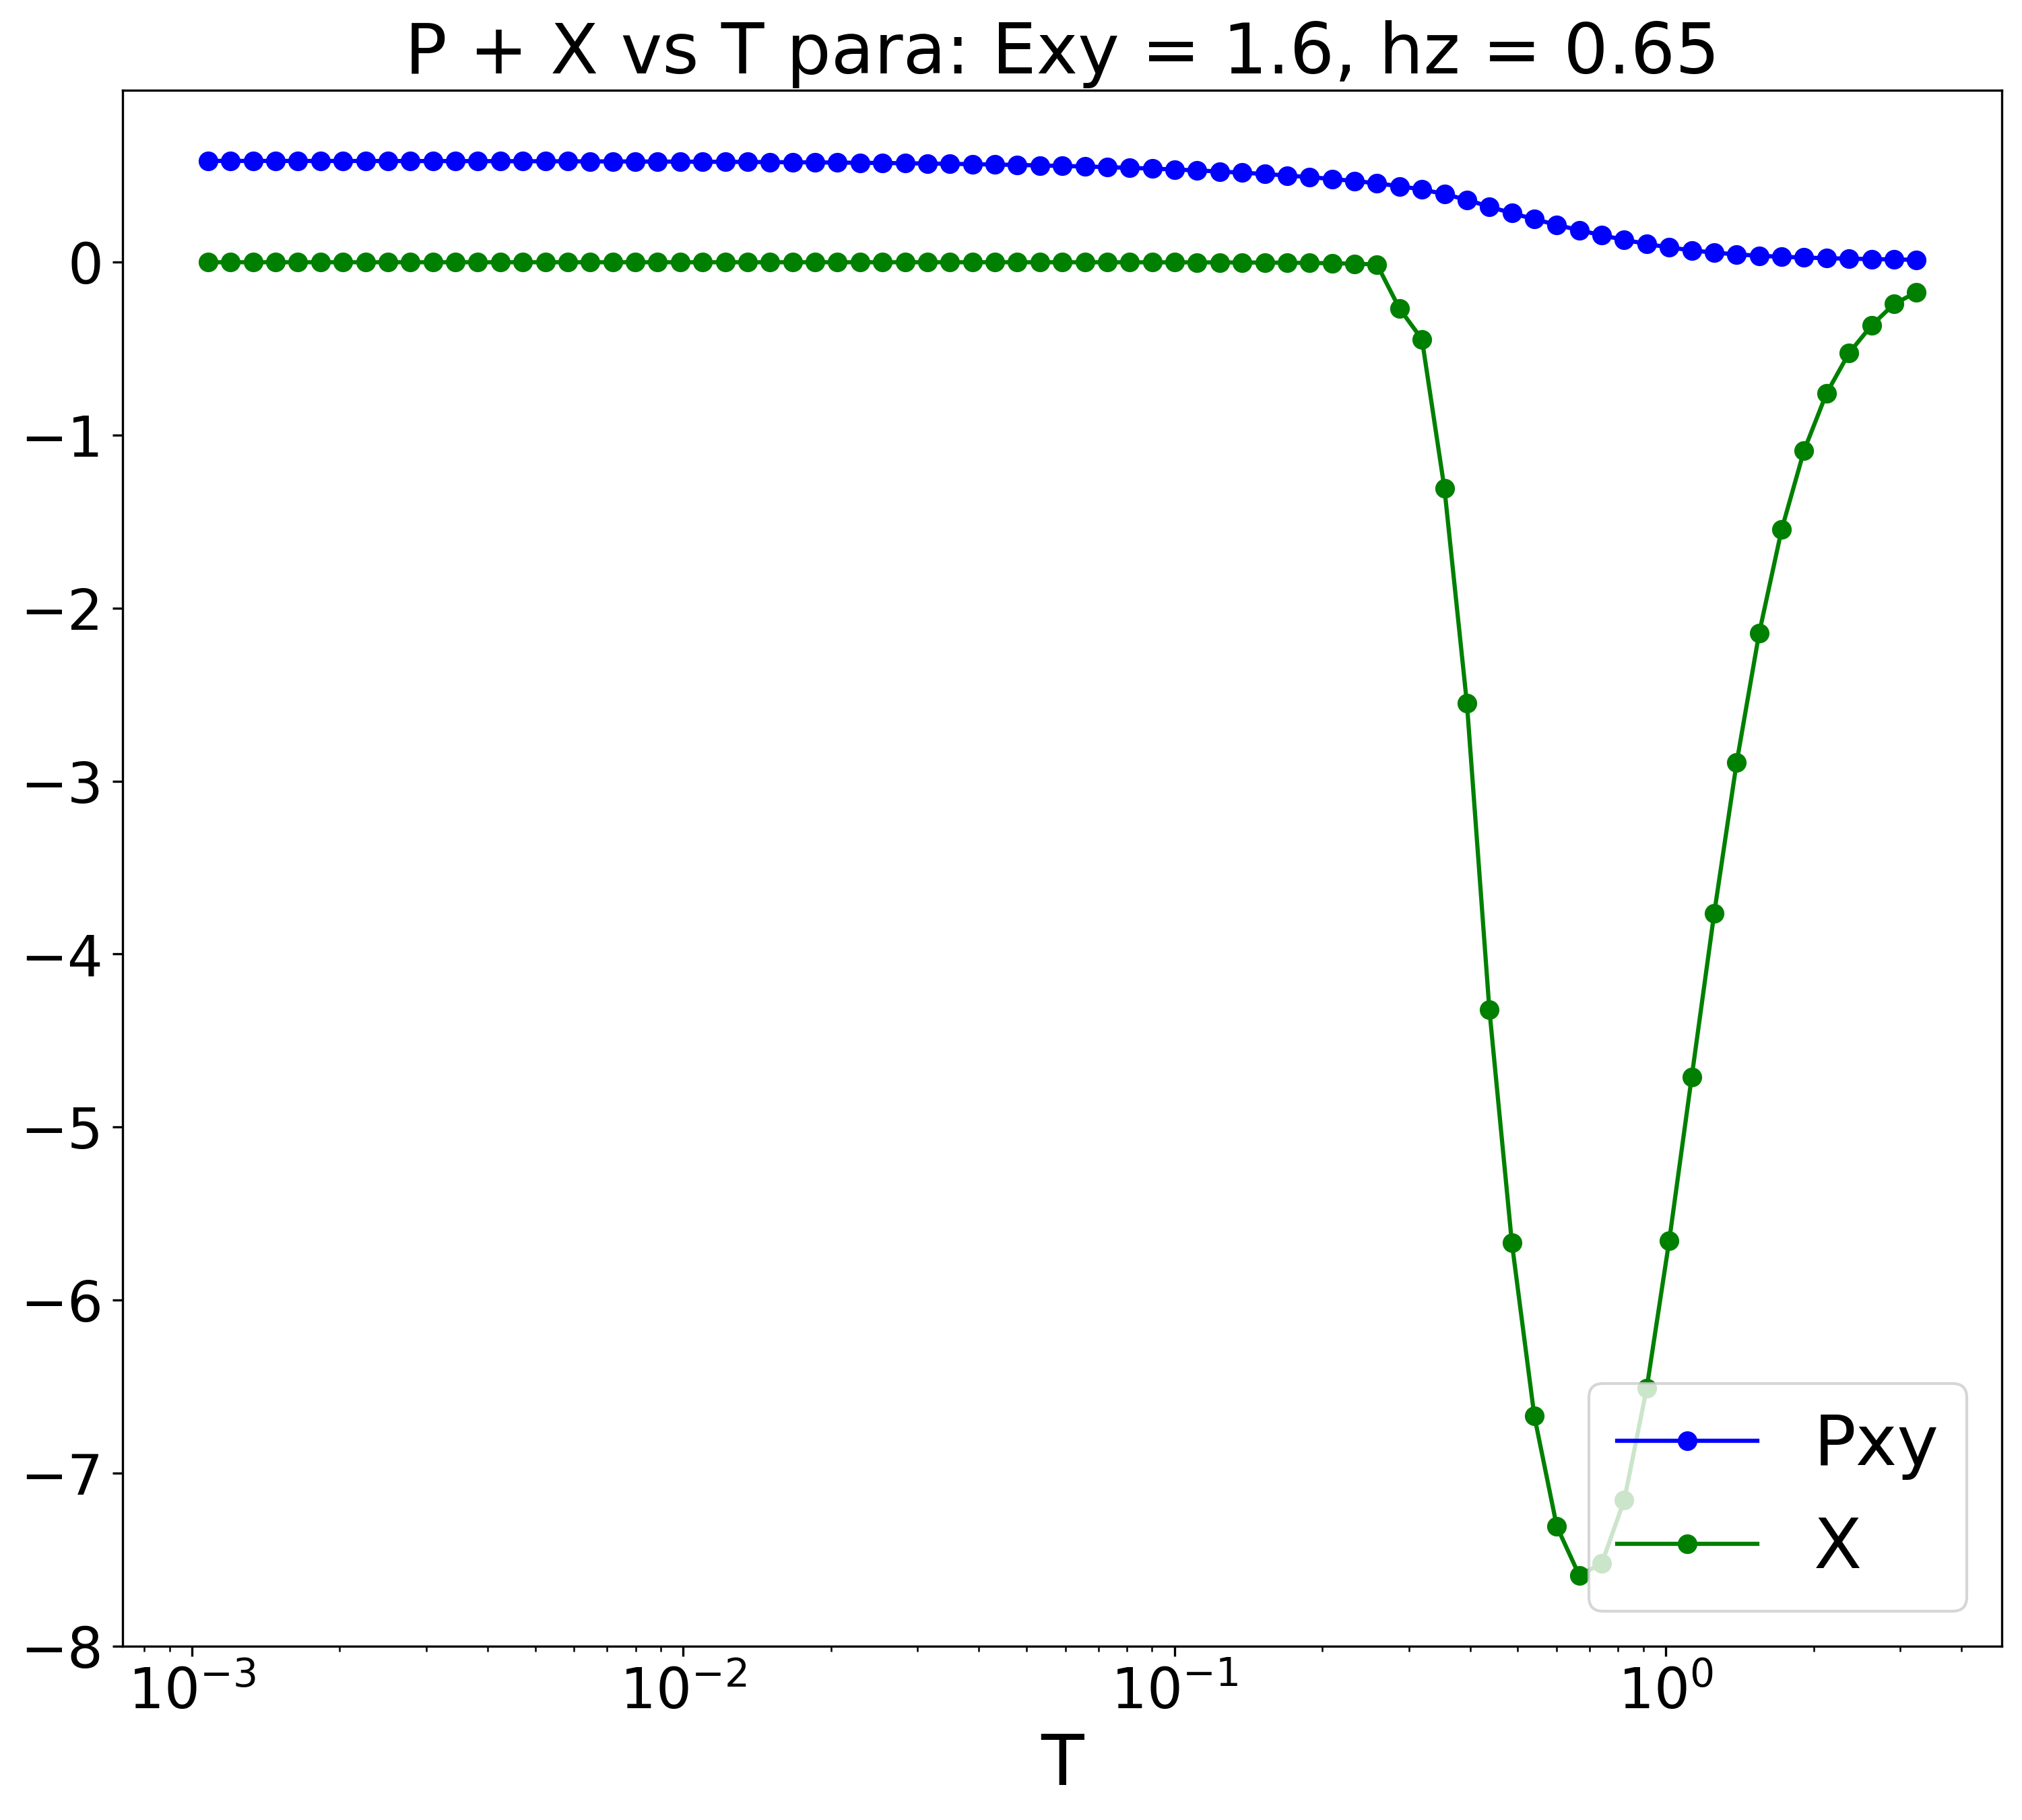 P + X vs T para: Exy = 1.6, hz = 0.65
0
−1
−2
−3
−4
−5
−6
−7
−8
10⁻³ 10⁻² 10⁻¹ 10⁰
T
Pxy
X